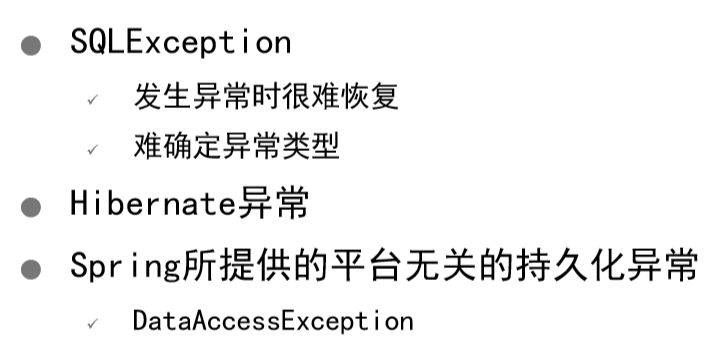 SQLException
发生异常时很难恢复
难确定异常类型
Hibernate异常
Spring所提供的平台无关的持久化异常
DataAccessException